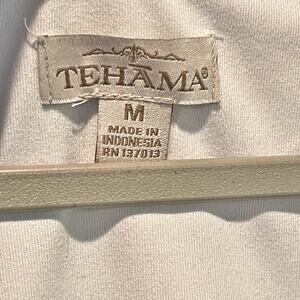 TEHAMA®
M
MADE IN
INDONESIA
RN 137013